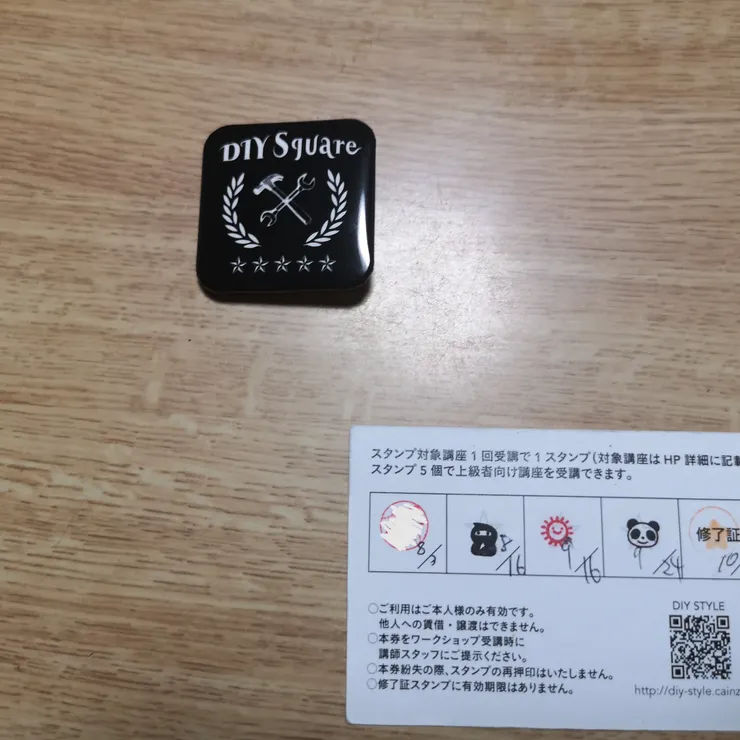 DIY Square
スタンプ対象講座1回受講で1スタンプ(対象講座はHP詳細に記載
スタンプ5個で上級者向け講座を受講できます。
8/3
8/16
9/16
9/24
修了証
10/
○ご利用はご本人様のみ有効です。
他人への賃借・譲渡はできません。
○本券をワークショップ受講時に
講師スタッフにご提示ください。
○本券紛失の際、スタンプの再押印はいたしません。
○修了証スタンプに有効期限はありません。
DIY STYLE
http://diy-style.cainz